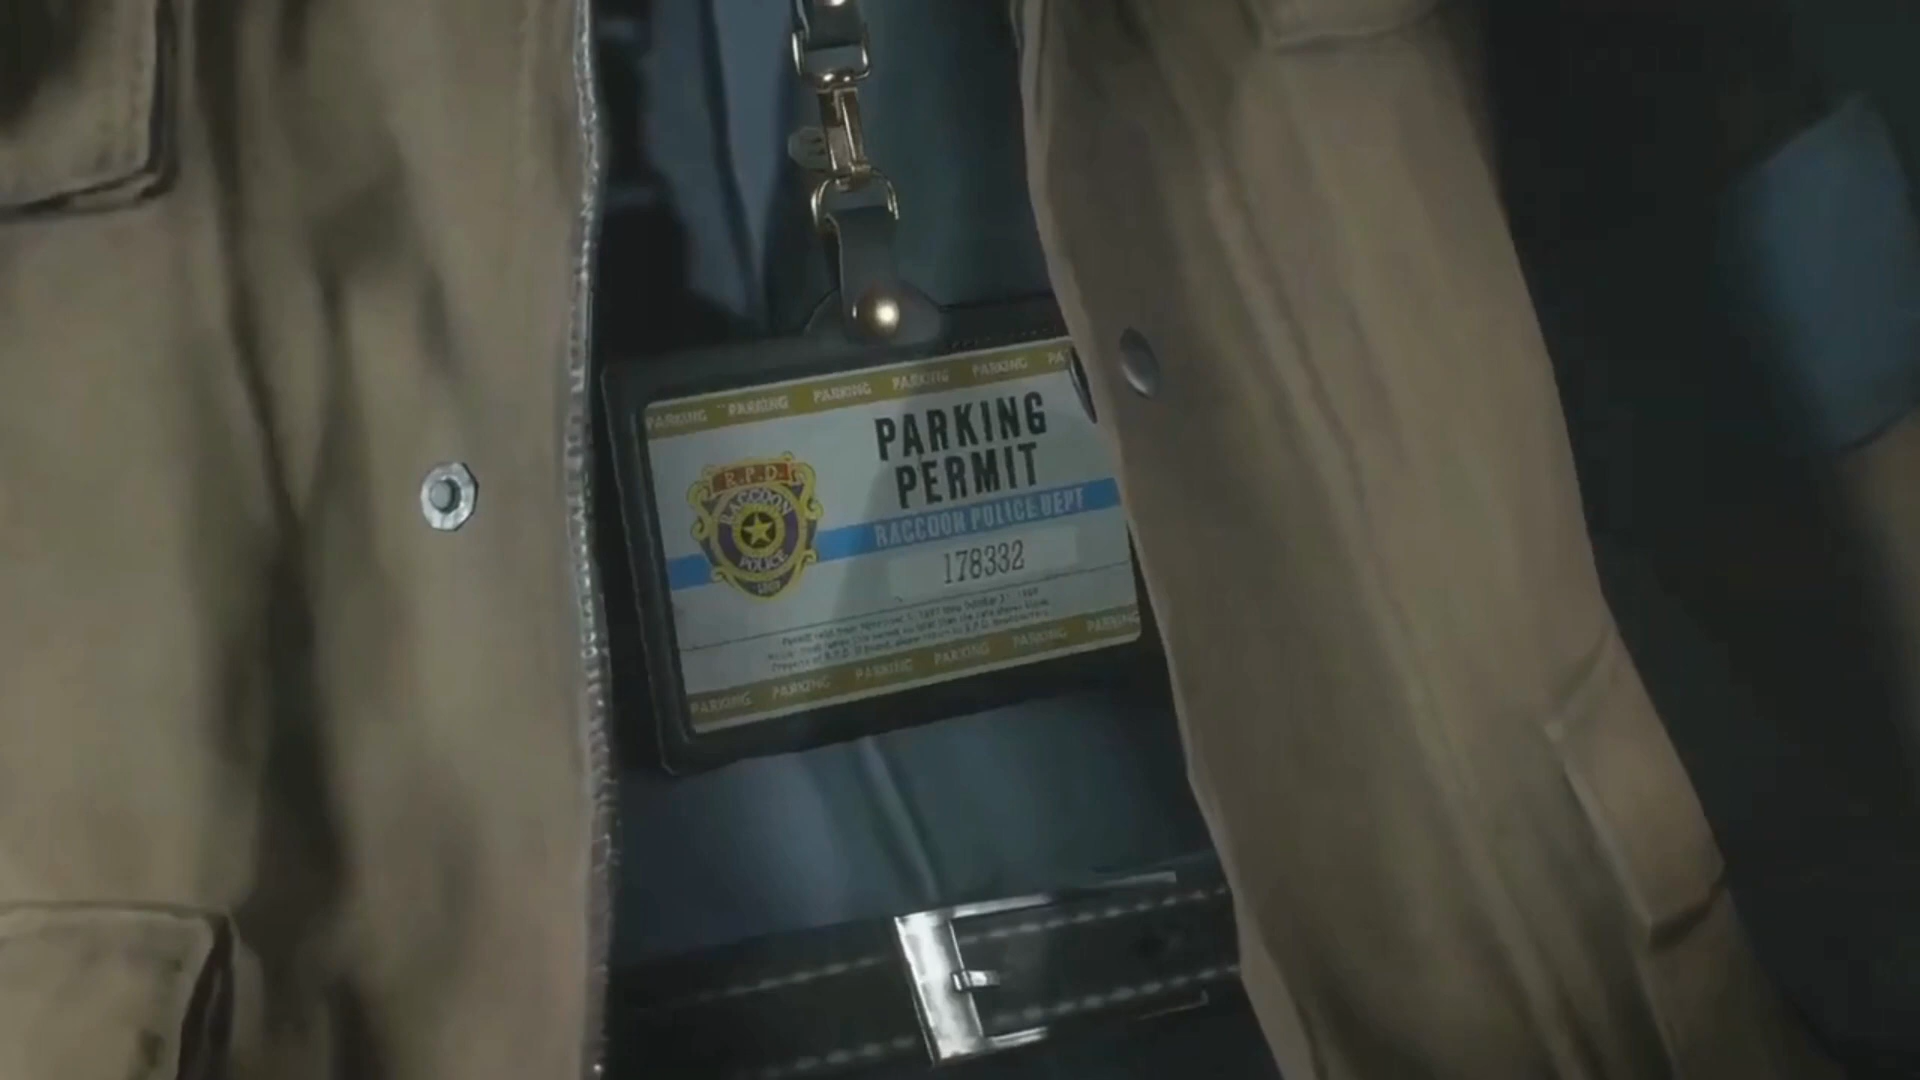 PARKING PARKING PARKING PARKING PARKING PA
PARKING
PERMIT
R.P.D.
RACCOON
POLICE
RACCOON POLICE DEPT
178332
PARKING PARKING PARKING PARKING PARKING PARKING